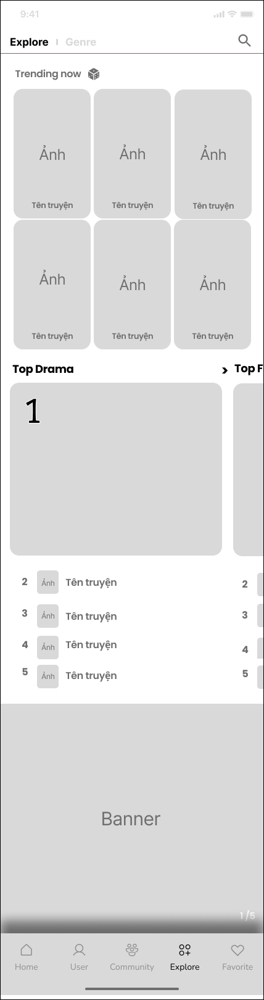 9:41
Explore | Genre
Trending now
Ảnh Ảnh Ảnh
Tên truyện Tên truyện Tên truyện
Ảnh Ảnh Ảnh
Tên truyện Tên truyện Tên truyện
Top Drama › Top F
1
2 Ảnh Tên truyện 2
3 Ảnh Tên truyện 3
4 Ảnh Tên truyện 4
5 Ảnh Tên truyện 5
Banner
1 /5
Home User Community Explore Favorite